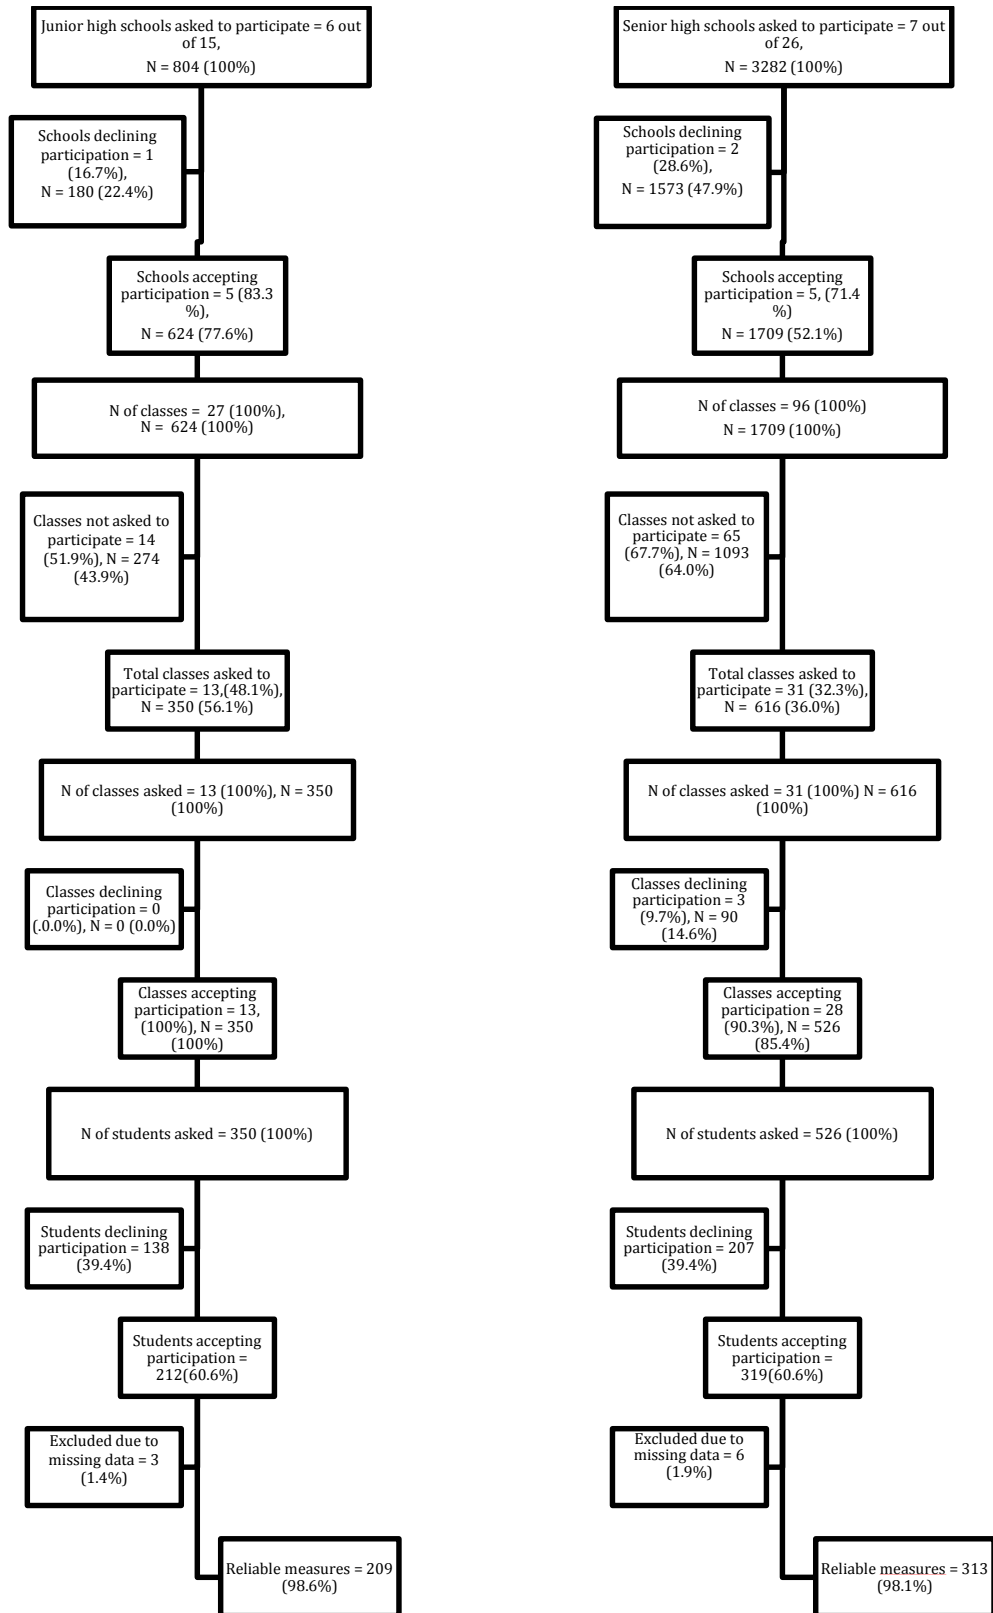 Junior high schools asked to participate = 6 out
of 15,
N = 804 (100%)
Schools declining
participation = 1
(16.7%),
N = 180 (22.4%)
Schools accepting
participation = 5 (83.3
%),
N = 624 (77.6%)
N of classes =  27 (100%),
N =  624 (100%)
Classes not asked to
participate = 14
(51.9%), N = 274
(43.9%)
Total classes asked to
participate = 13,(48.1%),
N = 350 (56.1%)
N of classes asked = 13 (100%), N = 350
(100%)
Classes declining
participation = 0
(.0.0%), N = 0 (0.0%)
Classes accepting
participation = 13,
(100%), N = 350
(100%)
N of students asked = 350 (100%)
Students declining
participation = 138
(39.4%)
Students accepting
participation =
212(60.6%)
Excluded due to
missing data = 3
(1.4%)
Reliable measures = 209
(98.6%)
Senior high schools asked to participate = 7 out
of 26,
N = 3282 (100%)
Schools declining
participation = 2
(28.6%),
N = 1573 (47.9%)
Schools accepting
participation = 5, (71.4
%)
N = 1709 (52.1%)
N of classes = 96 (100%)
N = 1709 (100%)
Classes not asked to
participate = 65
(67.7%), N = 1093
(64.0%)
Total classes asked to
participate = 31 (32.3%),
N =  616 (36.0%)
N of classes asked = 31 (100%) N = 616
(100%)
Classes declining
participation = 3
(9.7%), N = 90
(14.6%)
Classes accepting
participation = 28
(90.3%), N = 526
(85.4%)
N of students asked = 526 (100%)
Students declining
participation = 207
(39.4%)
Students accepting
participation =
319(60.6%)
Excluded due to
missing data = 6
(1.9%)
Reliable measures = 313
(98.1%)